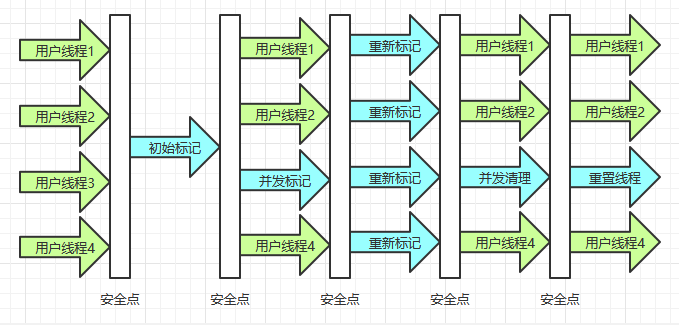 用户线程1 用户线程1 重新标记 用户线程1 用户线程1
用户线程2 用户线程2 重新标记 用户线程2 用户线程2
初始标记
用户线程3 并发标记 重新标记 并发清理 重置线程
用户线程4 用户线程4 重新标记 用户线程4 用户线程4
安全点 安全点 安全点 安全点 安全点